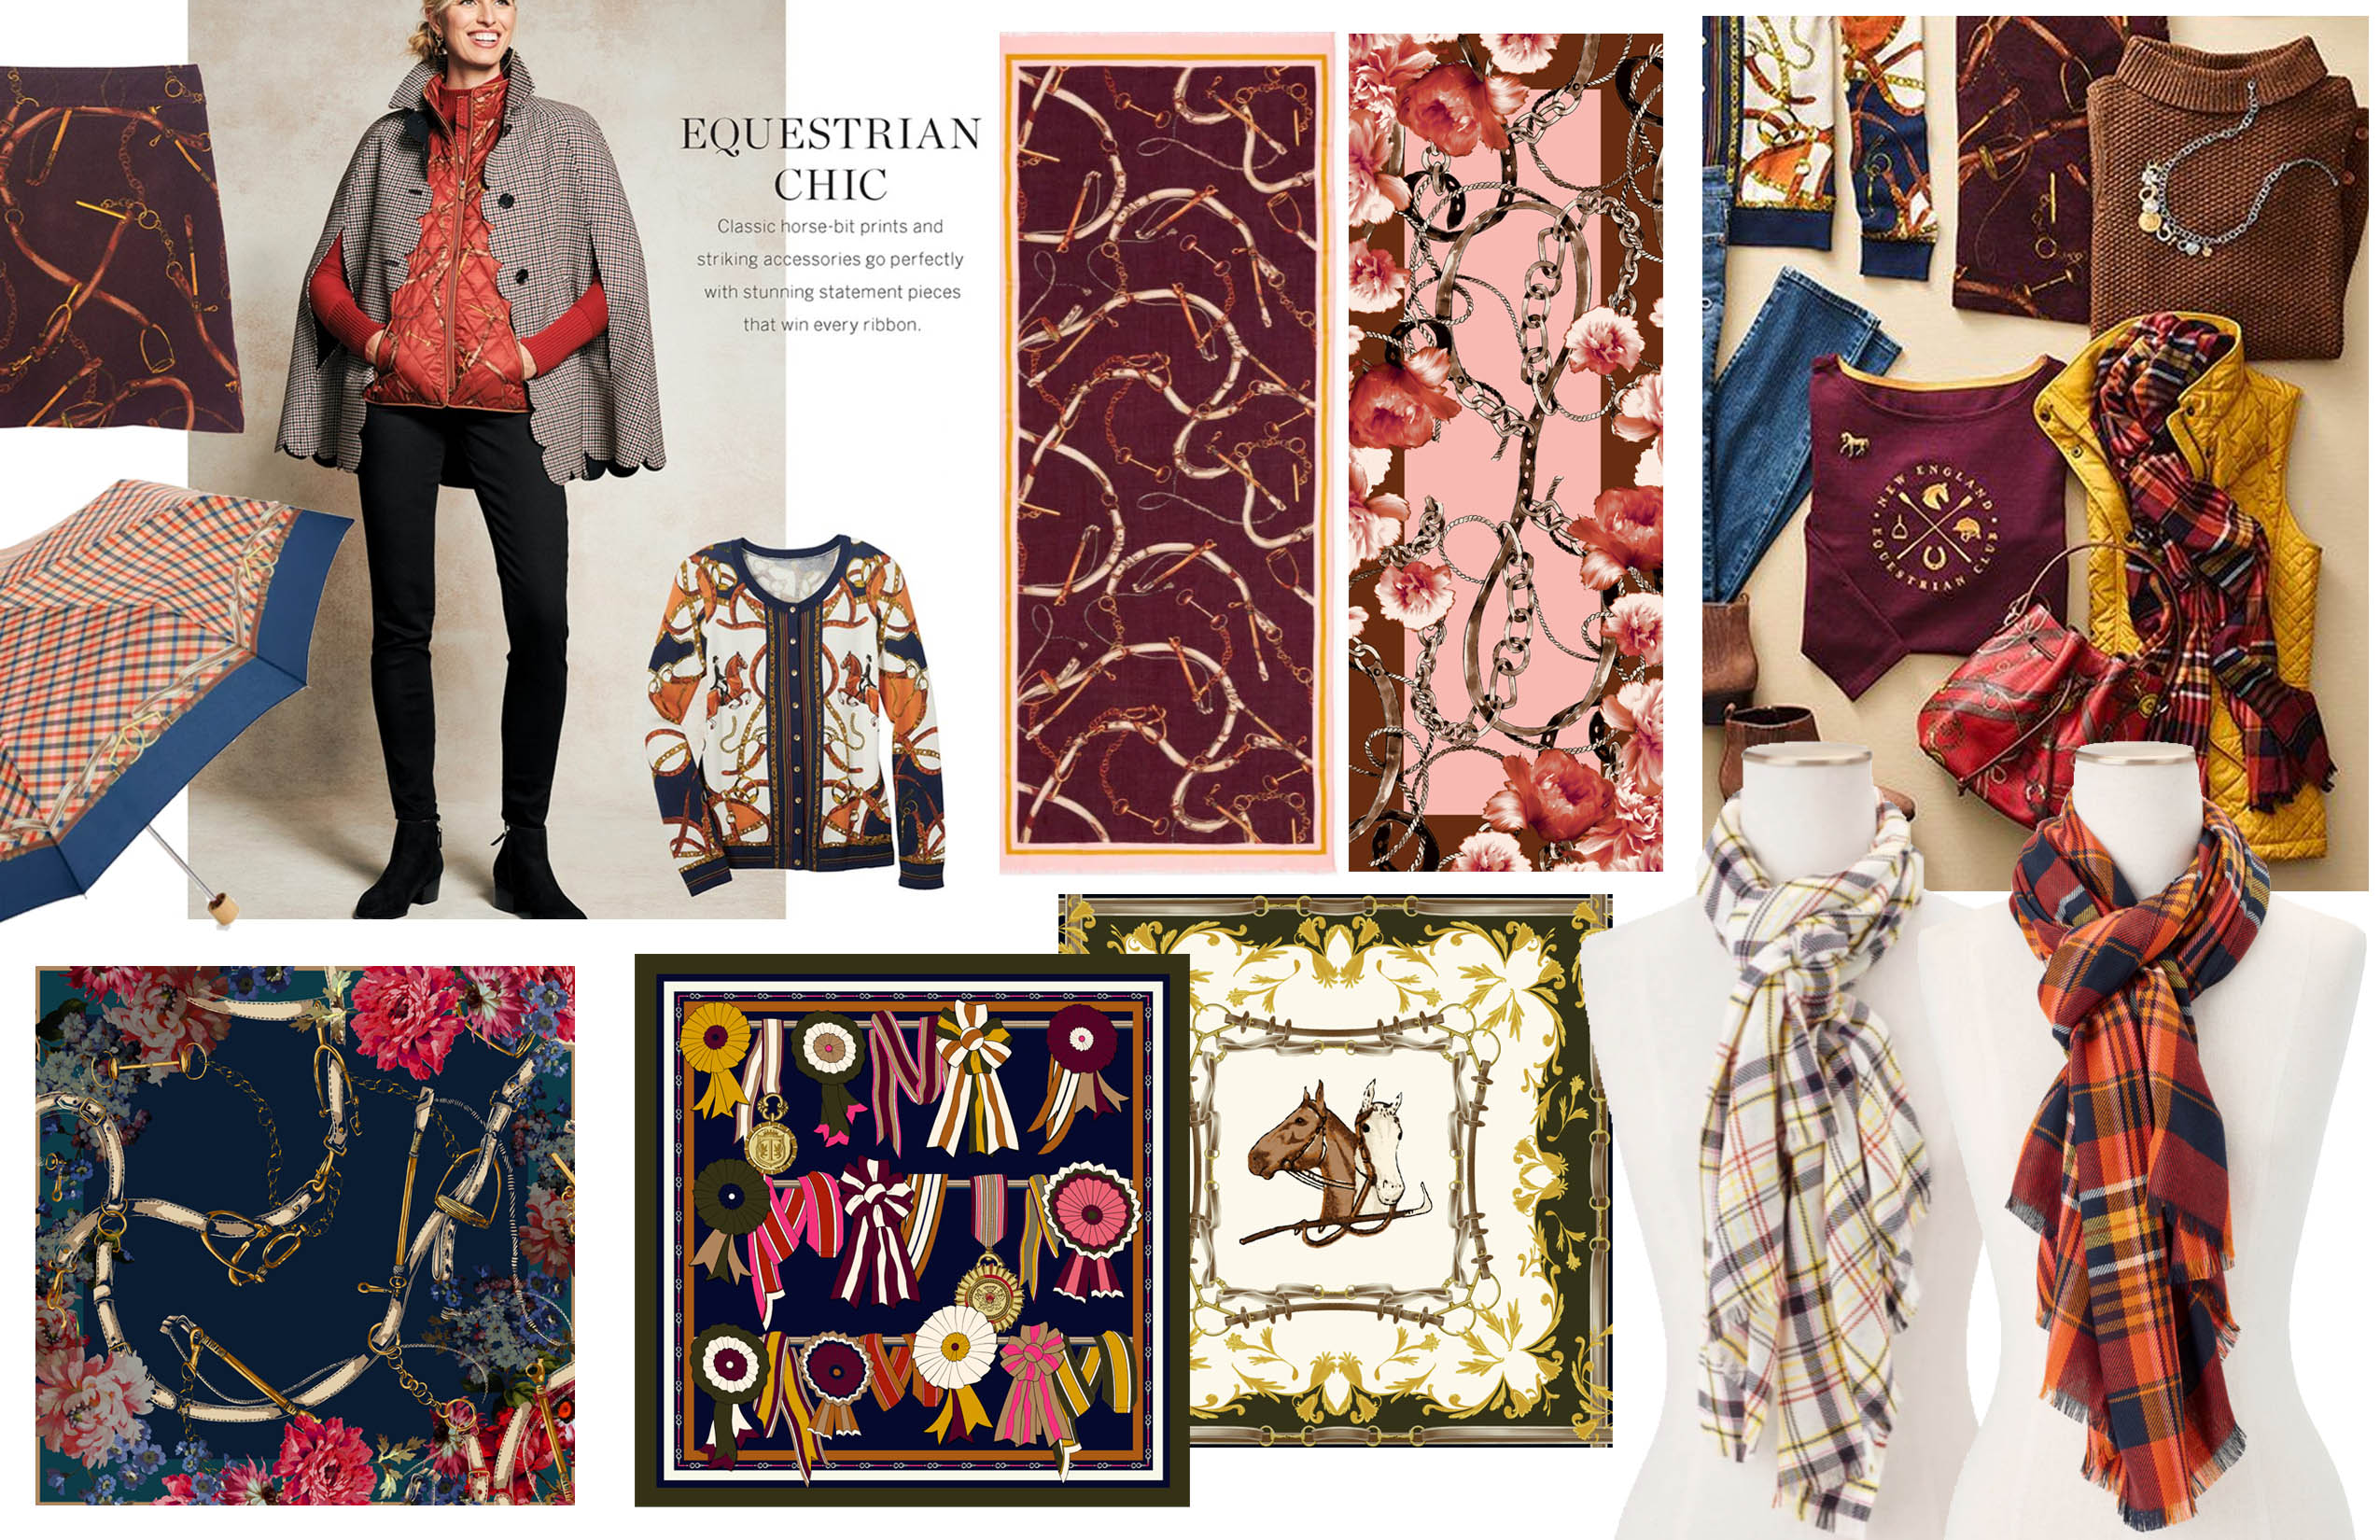 EQUESTRIAN
CHIC
Classic horse-bit prints and
striking accessories go perfectly
with stunning statement pieces
that win every ribbon.
NEW ENGLAND
EQUESTRIAN CLUB